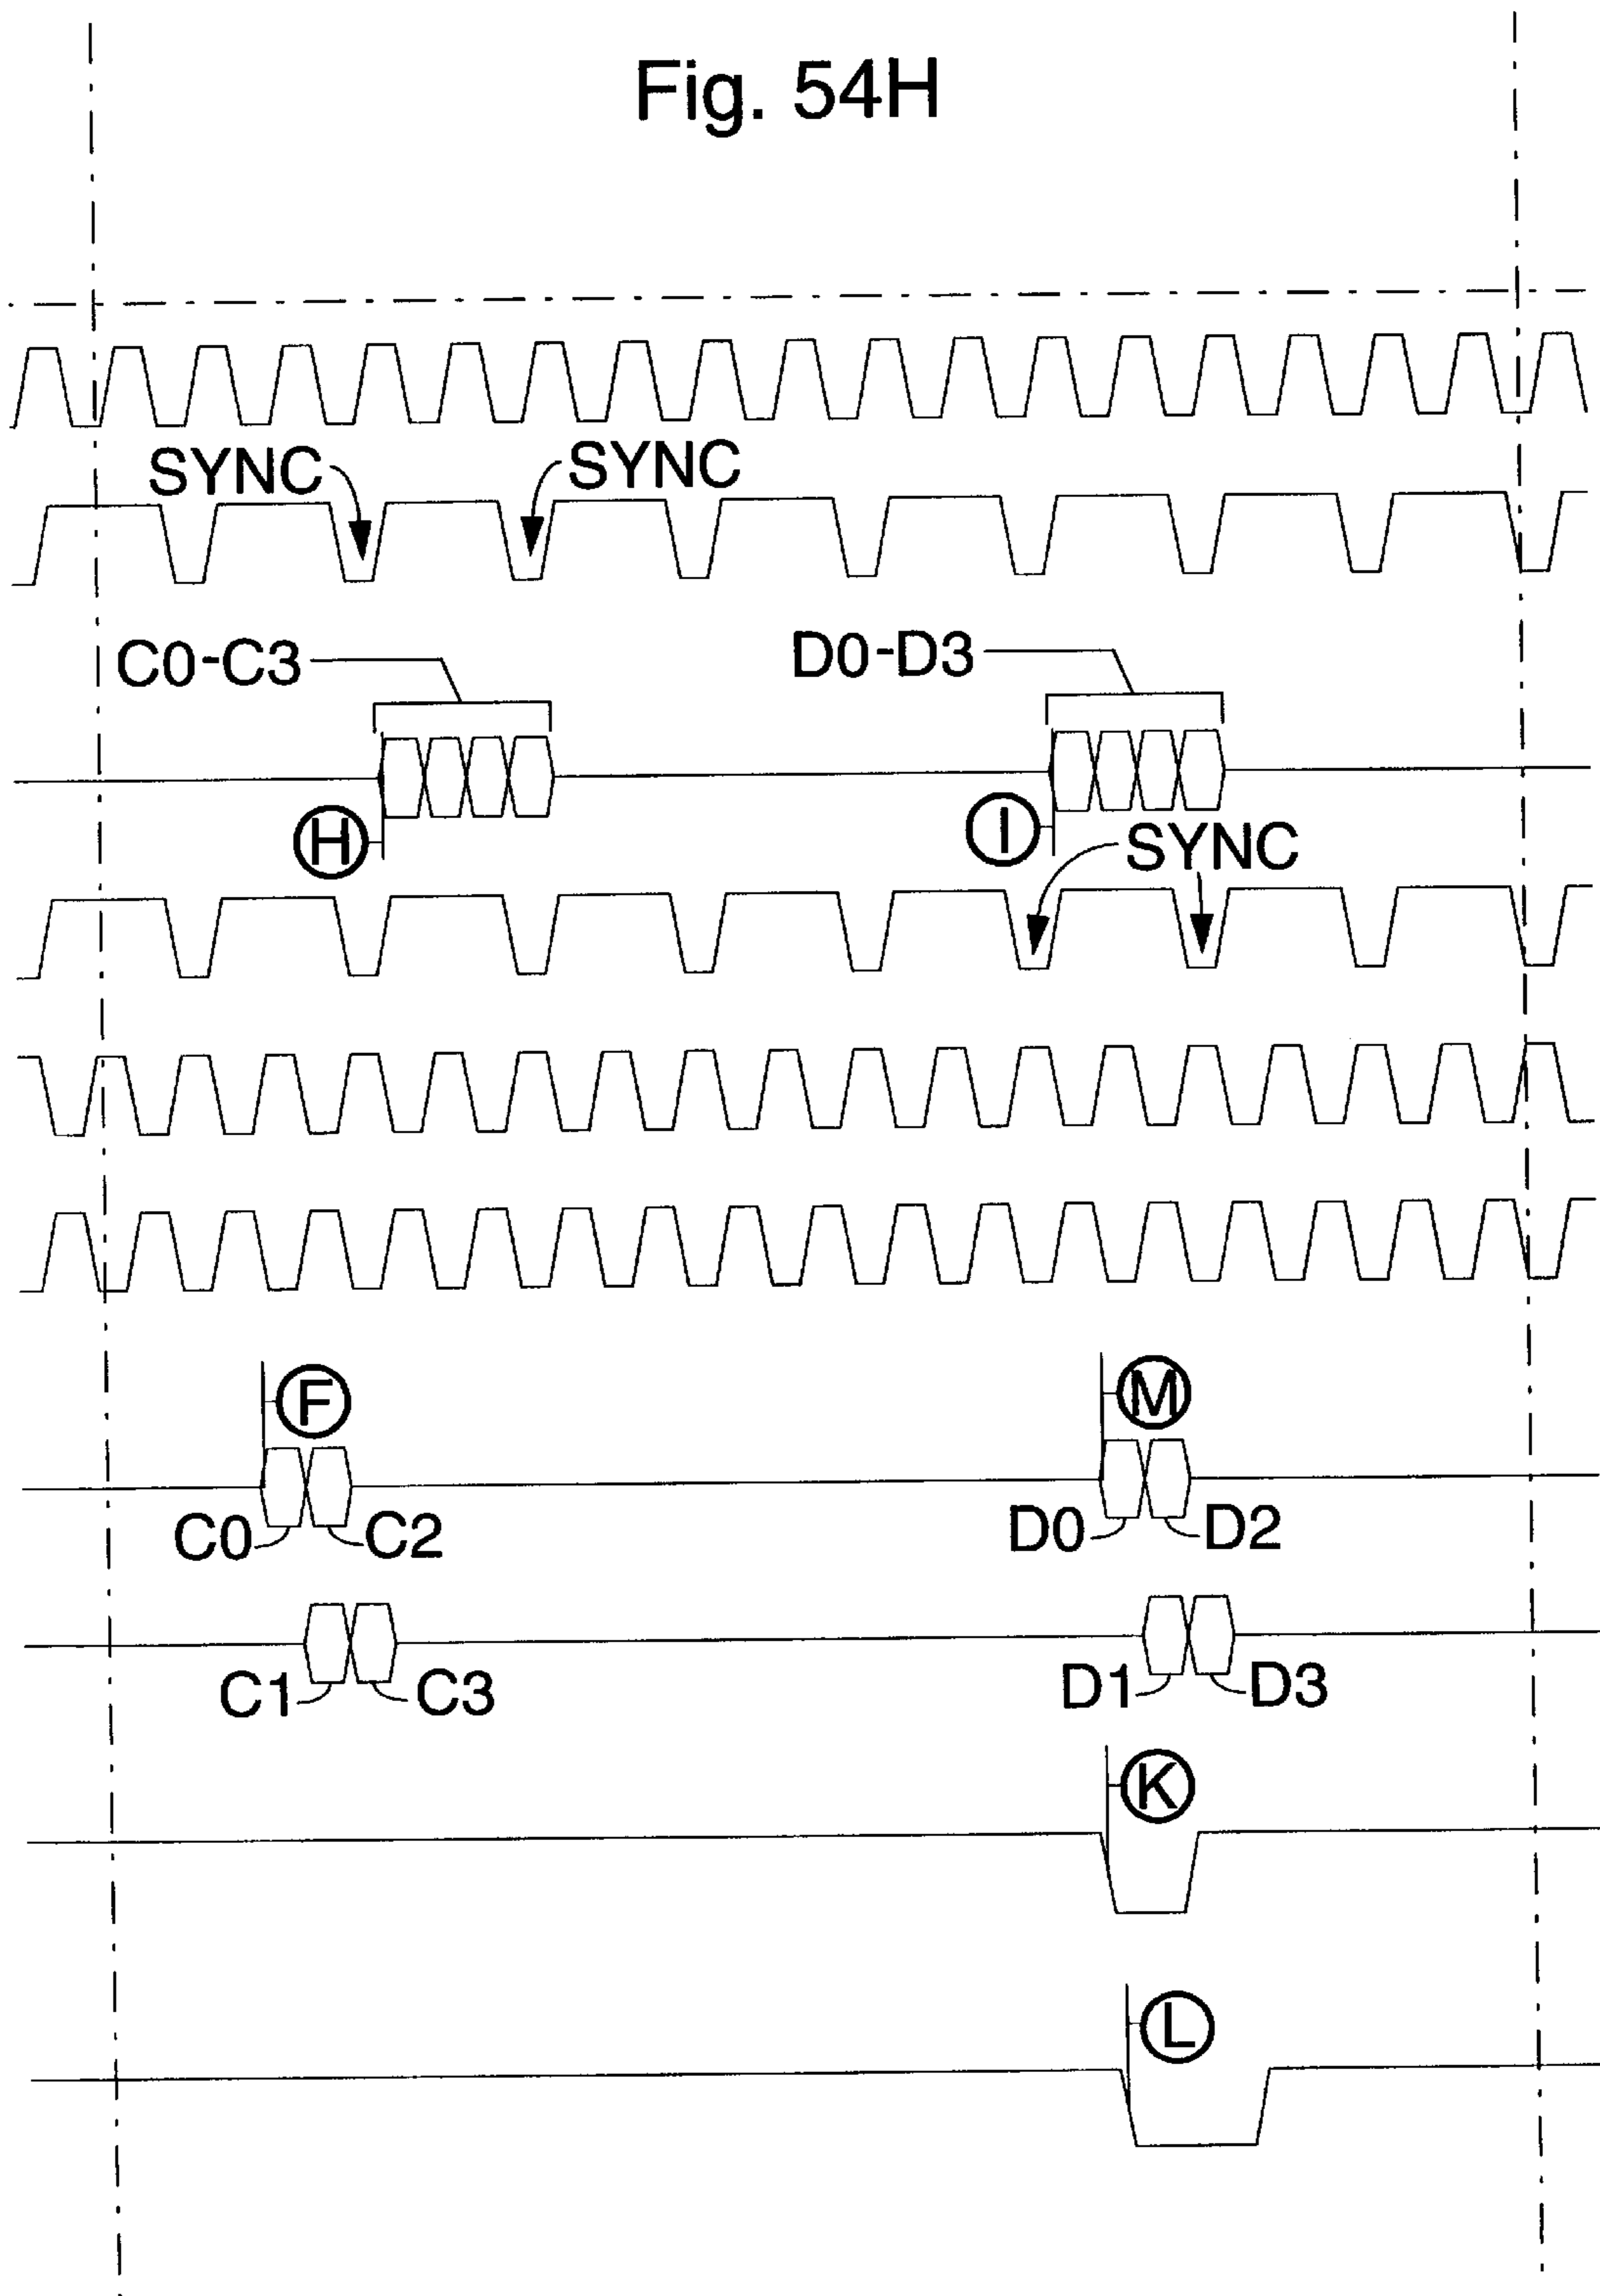 Fig. 54H
SYNC
SYNC
C0-C3
D0-D3
H
I
SYNC
F
M
C0
C2
D0
D2
C1
C3
D1
D3
K
L